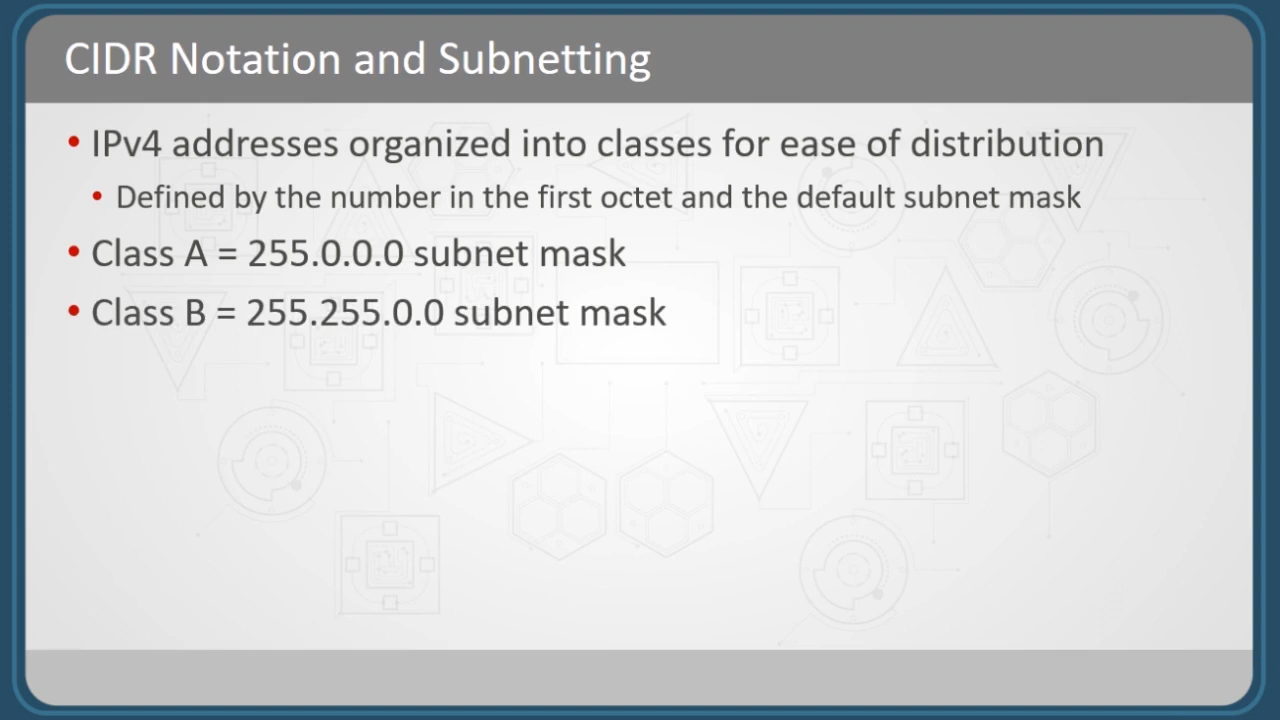 CIDR Notation and Subnetting
• IPv4 addresses organized into classes for ease of distribution
• Defined by the number in the first octet and the default subnet mask
• Class A = 255.0.0.0 subnet mask
• Class B = 255.255.0.0 subnet mask